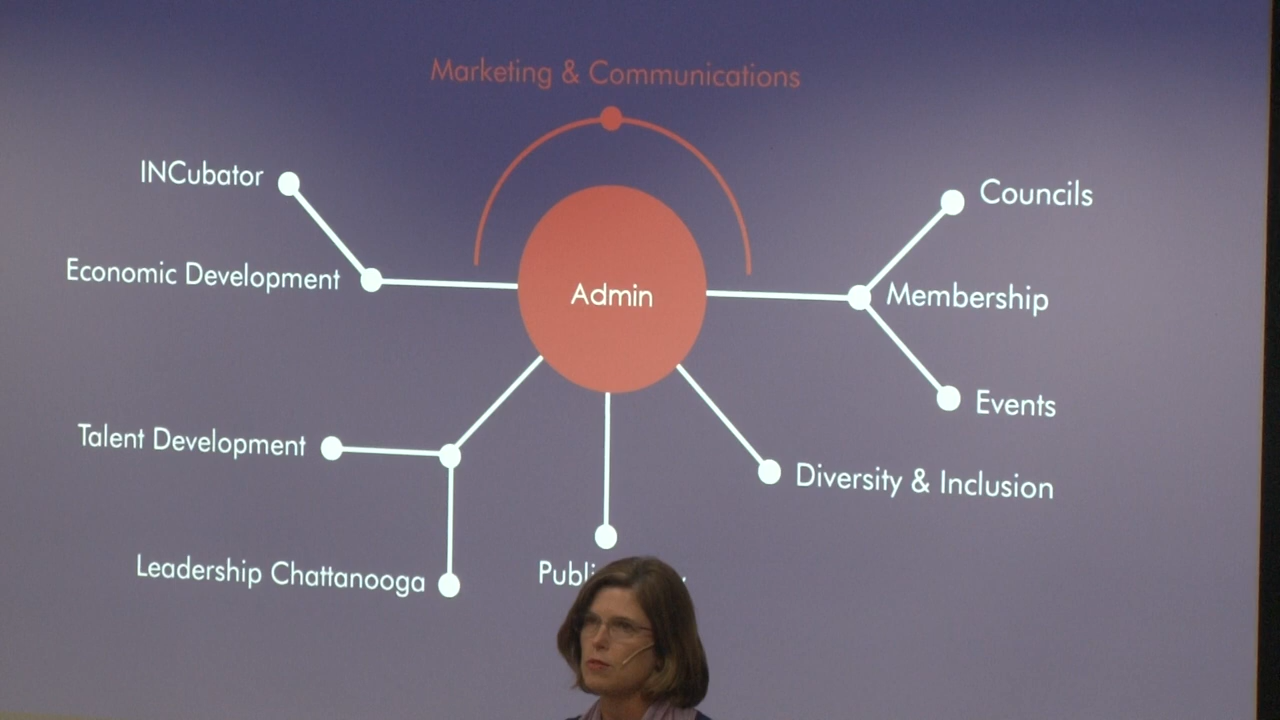 Marketing & Communications
INCubator
Councils
Economic Development
Admin
Membership
Events
Talent Development
Diversity & Inclusion
Leadership Chattanooga